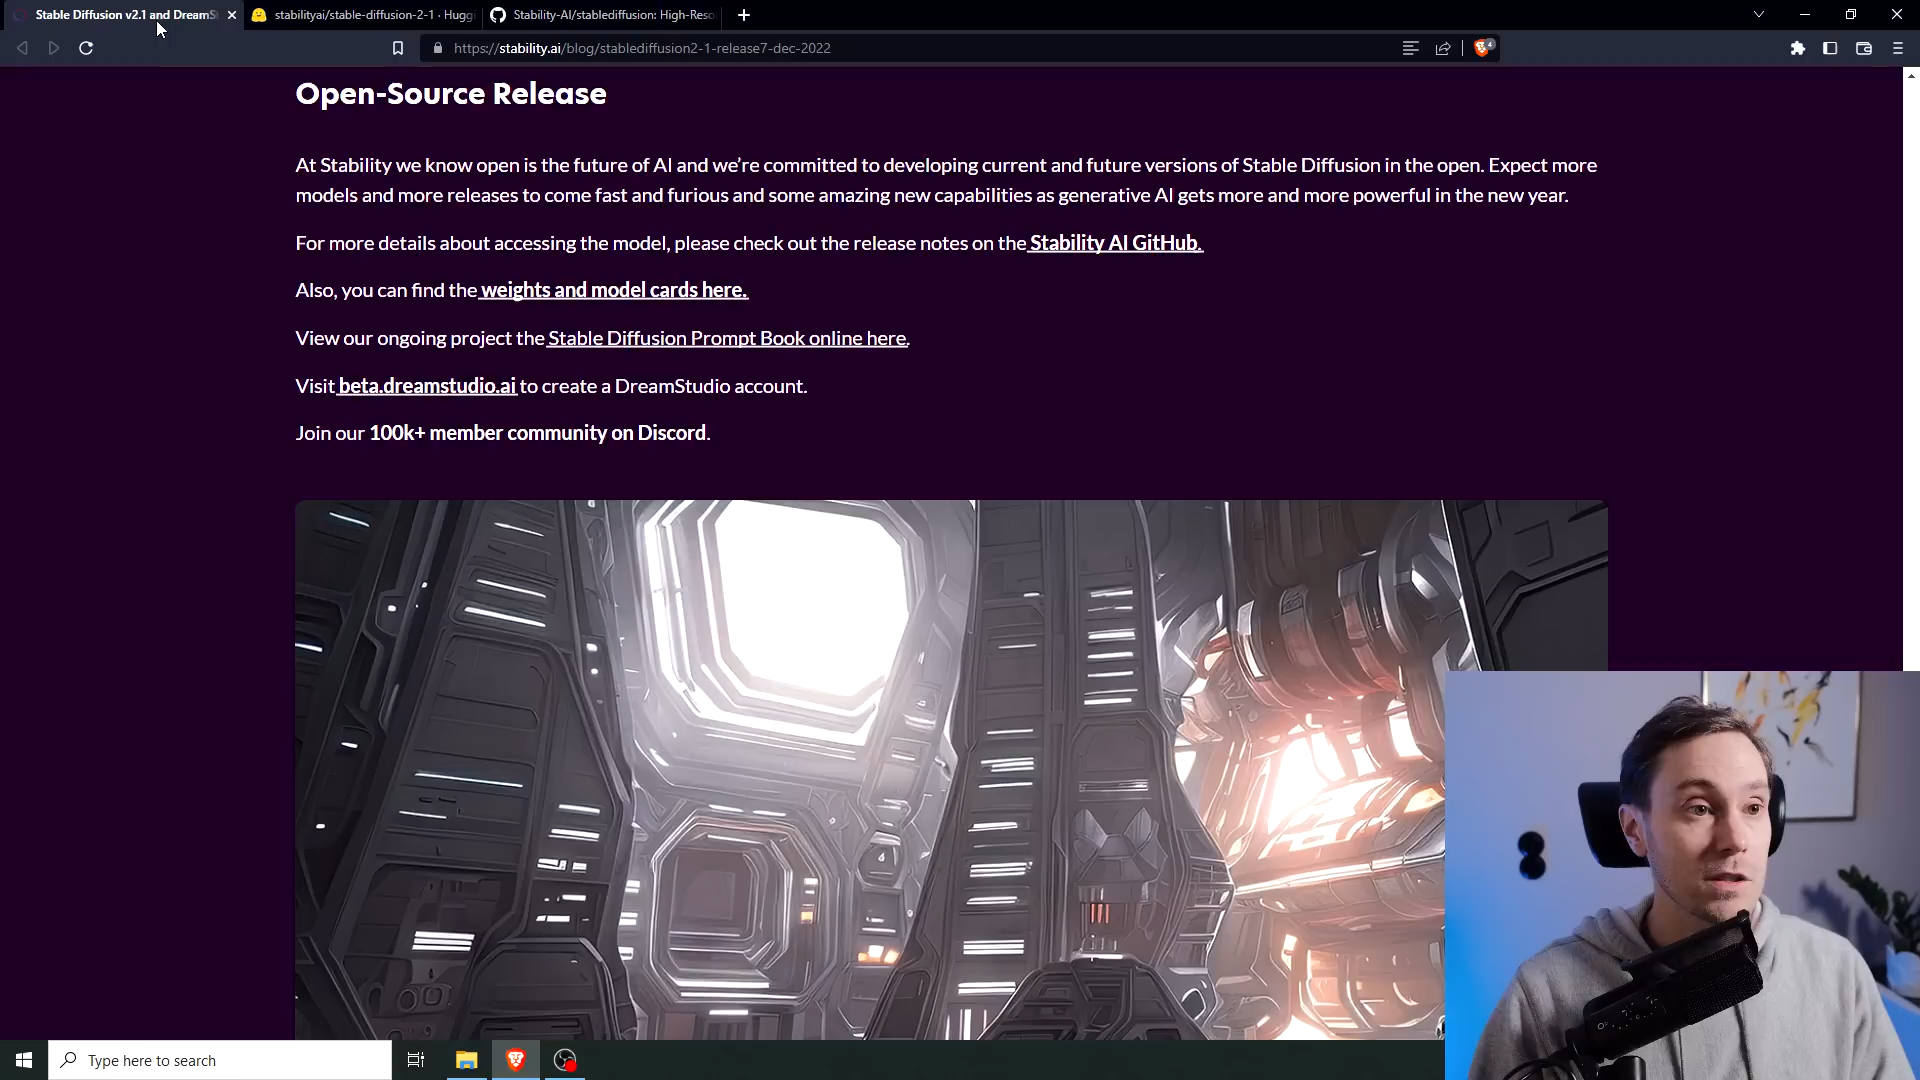 Stable Diffusion v2.1 and DreamSt
stabilityai/stable-diffusion-2-1 · Huggi
Stability-AI/stablediffusion: High-Reso
https://stability.ai/blog/stablediffusion2-1-release7-dec-2022
4
Open-Source Release
At Stability we know open is the future of AI and we're committed to developing current and future versions of Stable Diffusion in the open. Expect more
models and more releases to come fast and furious and some amazing new capabilities as generative AI gets more and more powerful in the new year.
For more details about accessing the model, please check out the release notes on the Stability AI GitHub.
Also, you can find the weights and model cards here.
View our ongoing project the Stable Diffusion Prompt Book online here.
Visit beta.dreamstudio.ai to create a DreamStudio account.
Join our 100k+ member community on Discord.
Type here to search